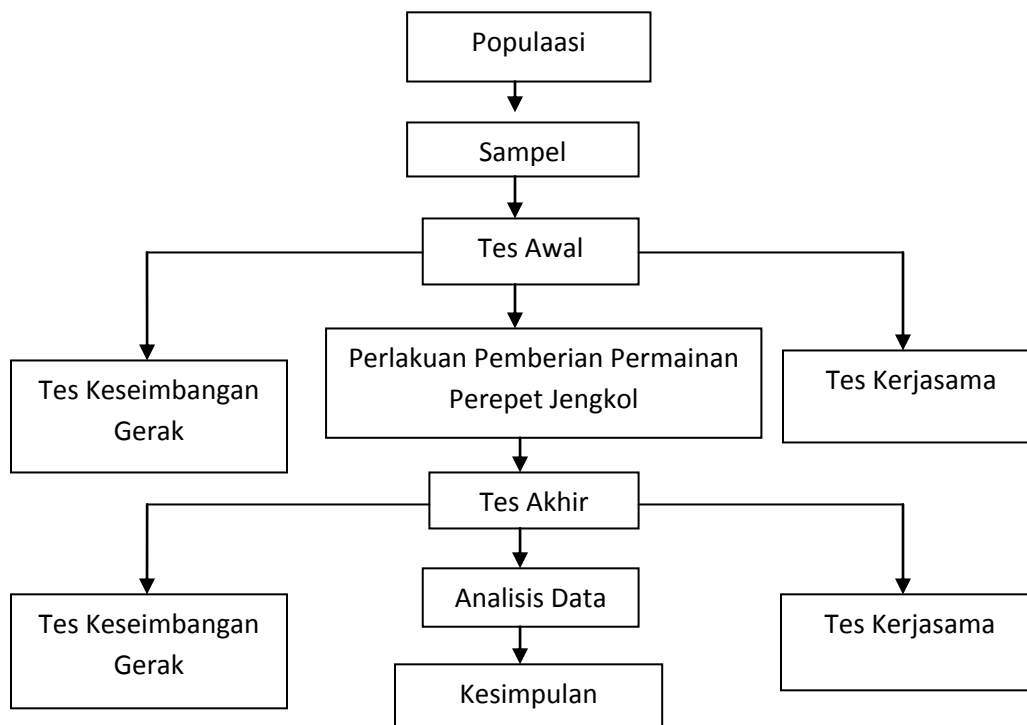 Populaasi
Sampel
Tes Awal
Tes Keseimbangan
Gerak
Perlakuan Pemberian Permainan
Perepet Jengkol
Tes Kerjasama
Tes Akhir
Tes Keseimbangan
Gerak
Analisis Data
Tes Kerjasama
Kesimpulan